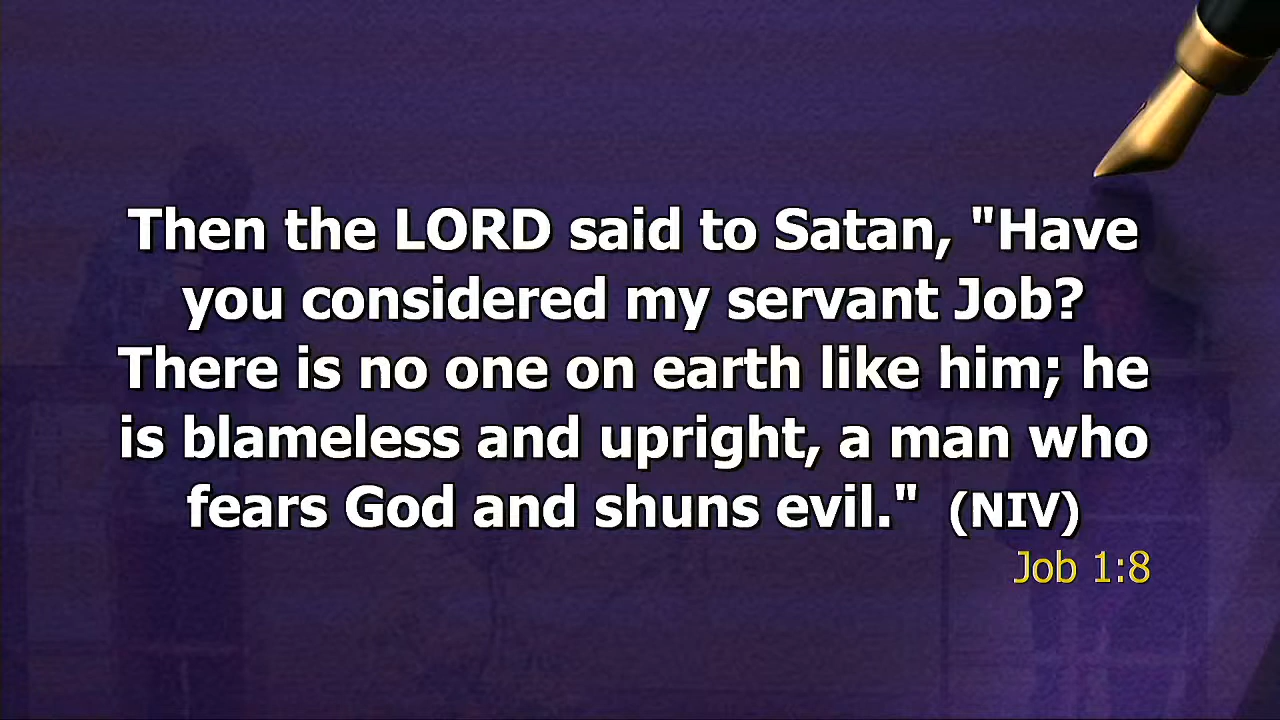 Then the LORD said to Satan, "Have
you considered my servant Job?
There is no one on earth like him; he
is blameless and upright, a man who
fears God and shuns evil." (NIV)
Job 1:8